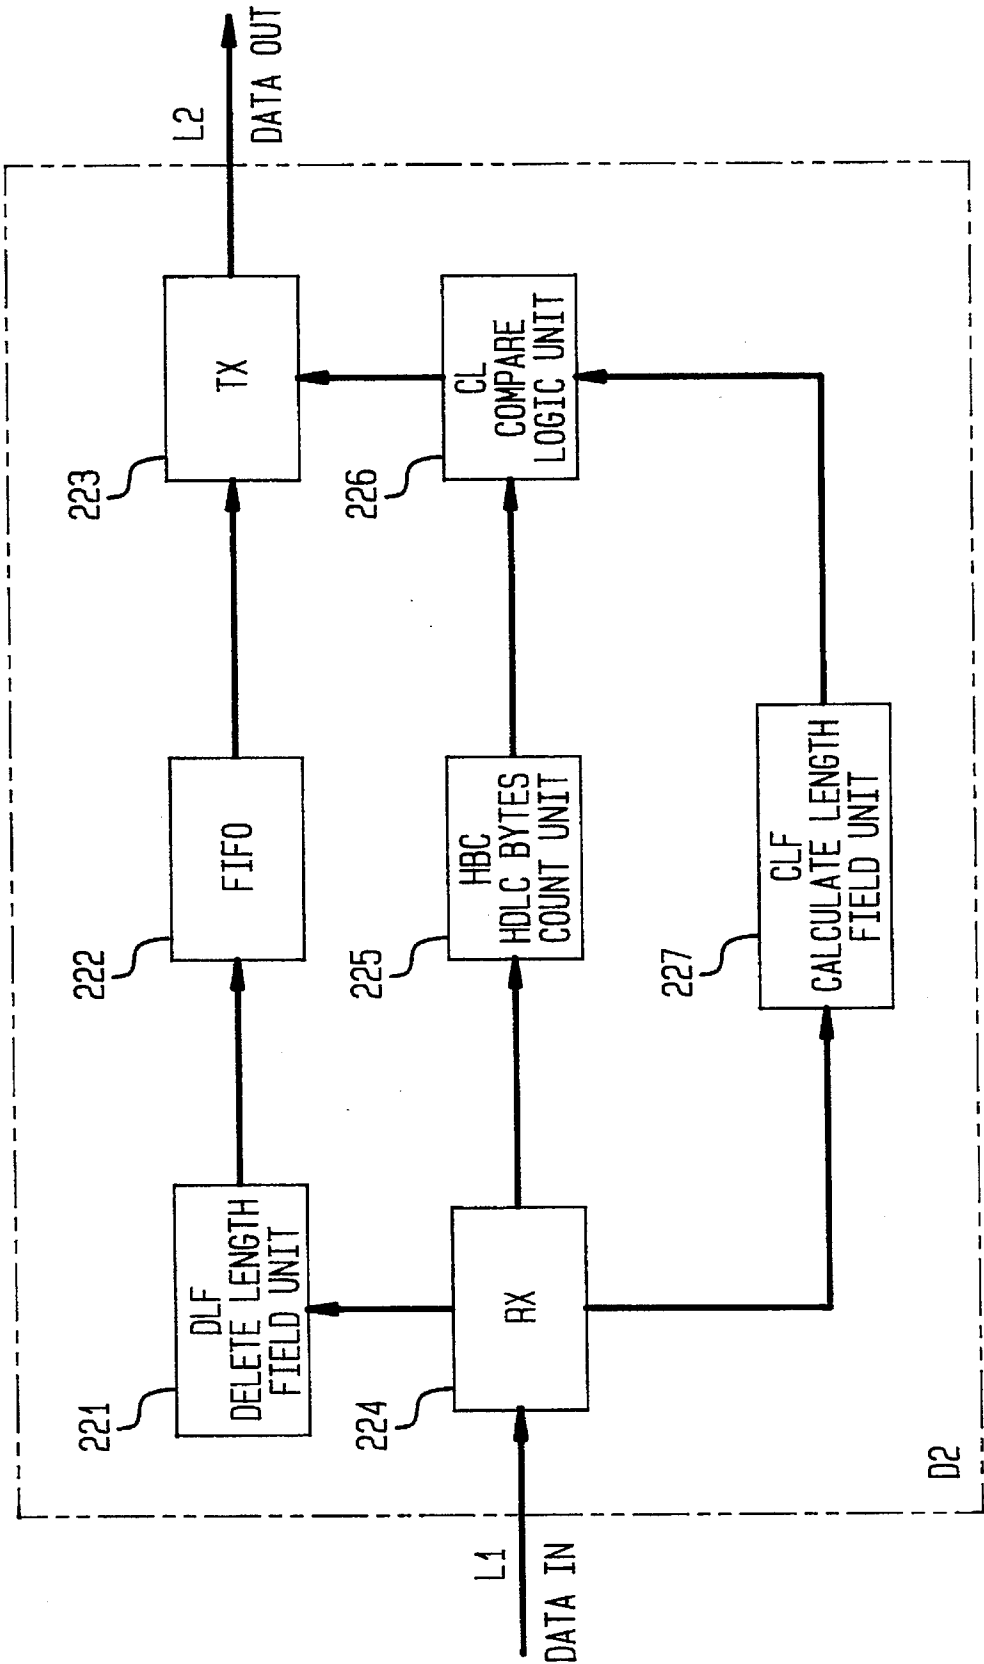 L2
DATA OUT
221
DLF
DELETE LENGTH
FIELD UNIT
222
FIFO
223
TX
L1
DATA IN
224
RX
225
HBC
HDLC BYTES
COUNT UNIT
226
CL
COMPARE
LOGIC UNIT
227
CLF
CALCULATE LENGTH
FIELD UNIT
D2